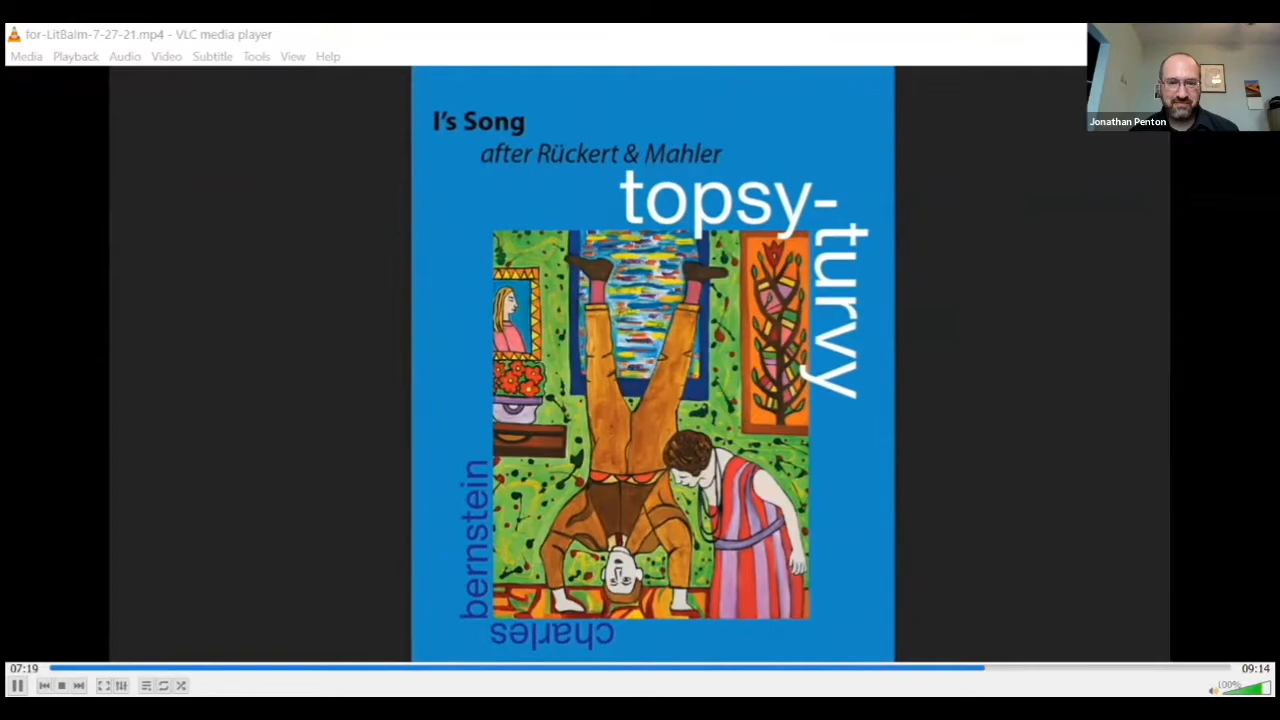 for-LitBalm-7-27-21.mp4 - VLC media player
Media Playback Audio Video Subtitle Tools View Help
Jonathan Penton
I's Song
after Rückert & Mahler
topsy-
turvy
charles
bernstein
07:19
09:14
100%